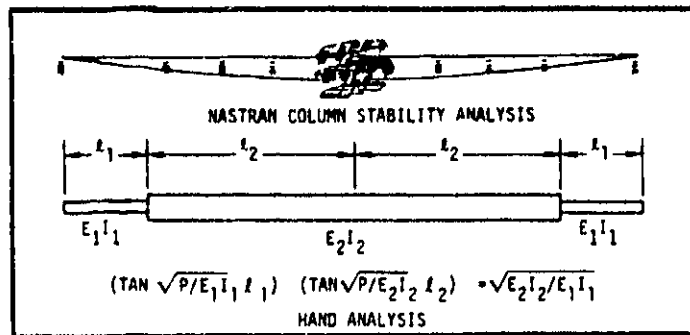 NASTRAN COLUMN STABILITY ANALYSIS
ℓ₁ ℓ₂ ℓ₂ ℓ₁
E₁I₁ E₂I₂ E₁I₁
(TAN √P/E₁I₁ ℓ₁) (TAN √P/E₂I₂ ℓ₂) = √E₂I₂/E₁I₁
HAND ANALYSIS